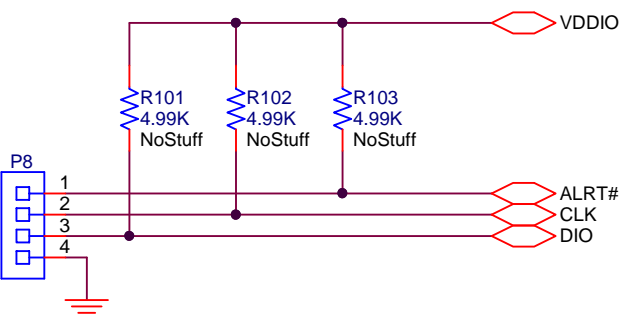 VDDIO
R101
4.99K
NoStuff
R102
4.99K
NoStuff
R103
4.99K
NoStuff
P8
1
2
3
4
ALRT#
CLK
DIO